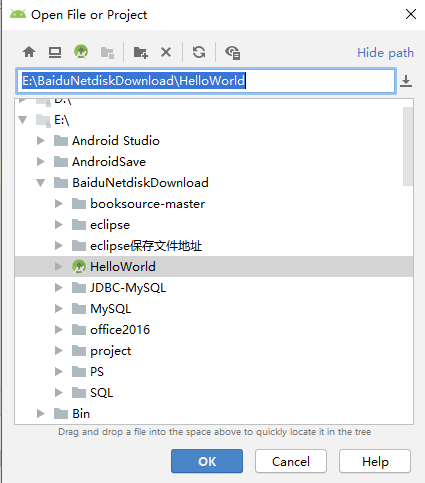 Open File or Project
Hide path
E:\BaiduNetdiskDownload\HelloWorld
D:\
E:\
Android Studio
AndroidSave
BaiduNetdiskDownload
booksource-master
eclipse
eclipse保存文件地址
HelloWorld
JDBC-MySQL
MySQL
office2016
project
PS
SQL
Bin
Drag and drop a file into the space above to quickly locate it in the tree
OK Cancel Help